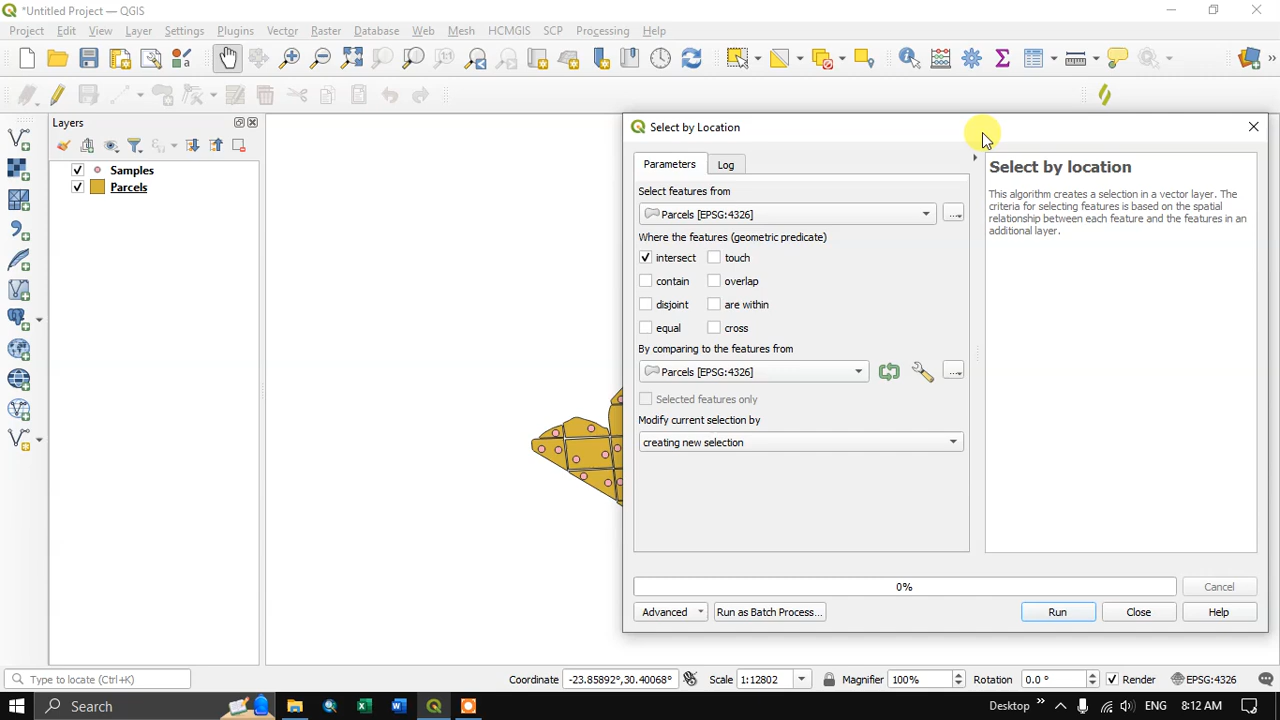 *Untitled Project — QGIS
Project Edit View Layer Settings Plugins Vector Raster Database Web Mesh HCMGIS SCP Processing Help
Layers
Samples
Parcels
Select by Location
Parameters Log
Select features from
Parcels [EPSG:4326]
...
Where the features (geometric predicate)
intersect touch
contain overlap
disjoint are within
equal cross
By comparing to the features from
Parcels [EPSG:4326]
...
Selected features only
Modify current selection by
creating new selection
Select by location
This algorithm creates a selection in a vector layer. The
criteria for selecting features is based on the spatial
relationship between each feature and the features in an
additional layer.
0% Cancel
Advanced Run as Batch Process... Run Close Help
Type to locate (Ctrl+K) Coordinate -23.85892°,30.40068° Scale 1:12802 Magnifier 100% Rotation 0.0 ° Render EPSG:4326
Search Desktop ENG 8:12 AM